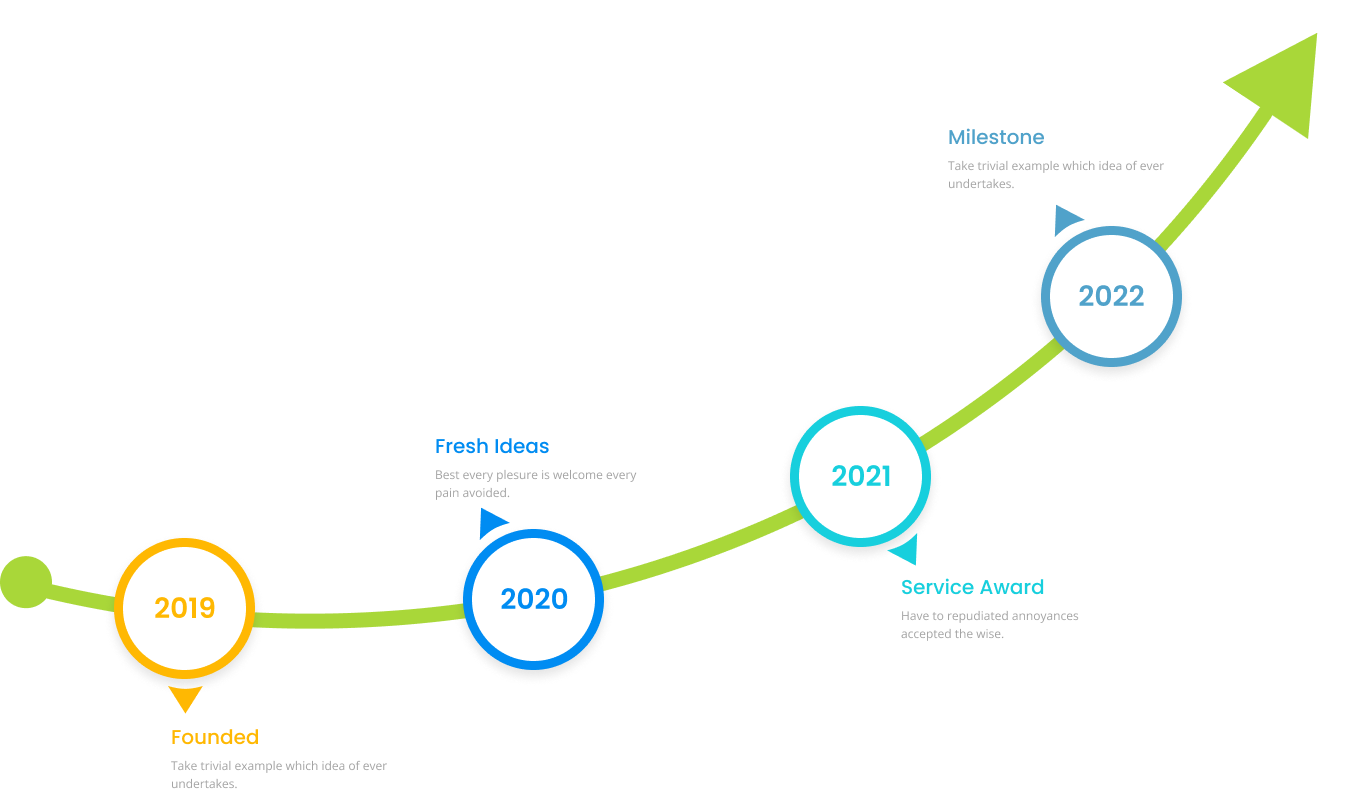 Milestone
Take trivial example which idea of ever
undertakes.
2022
2021
Service Award
Have to repudiated annoyances
accepted the wise.
Fresh Ideas
Best every plesure is welcome every
pain avoided.
2020
2019
Founded
Take trivial example which idea of ever
undertakes.